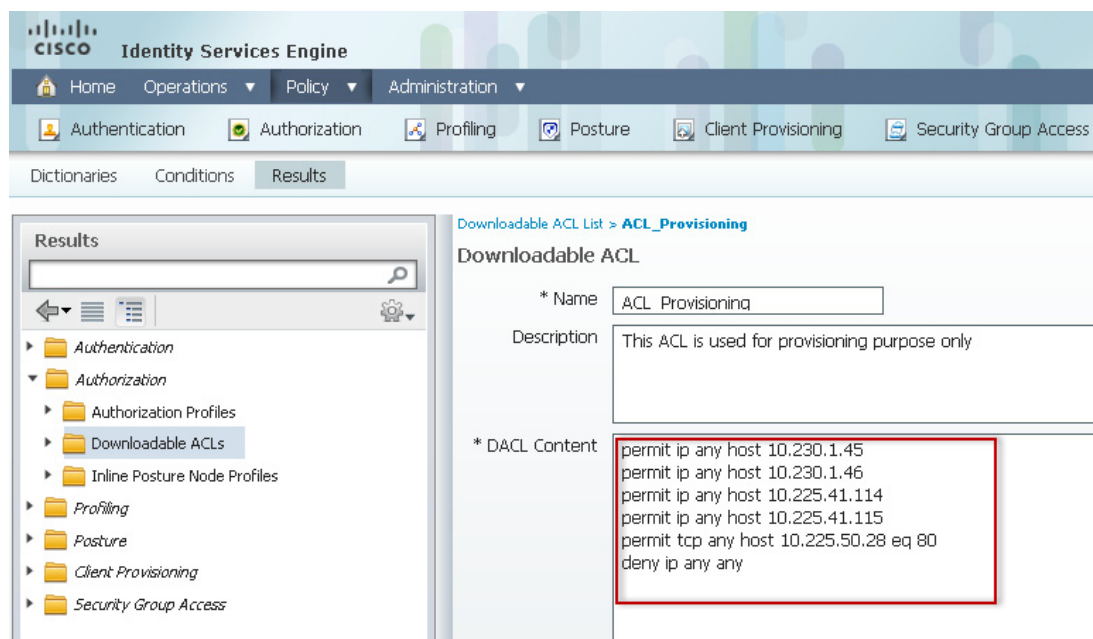 CISCO Identity Services Engine
Home Operations Policy Administration
Authentication Authorization Profiling Posture Client Provisioning Security Group Access
Dictionaries Conditions Results
Results
Authentication
Authorization
Authorization Profiles
Downloadable ACLs
Inline Posture Node Profiles
Profiling
Posture
Client Provisioning
Security Group Access
Downloadable ACL List > ACL_Provisioning
Downloadable ACL
* Name ACL_Provisioning
Description This ACL is used for provisioning purpose only
* DACL Content permit ip any host 10.230.1.45
permit ip any host 10.230.1.46
permit ip any host 10.225.41.114
permit ip any host 10.225.41.115
permit tcp any host 10.225.50.28 eq 80
deny ip any any